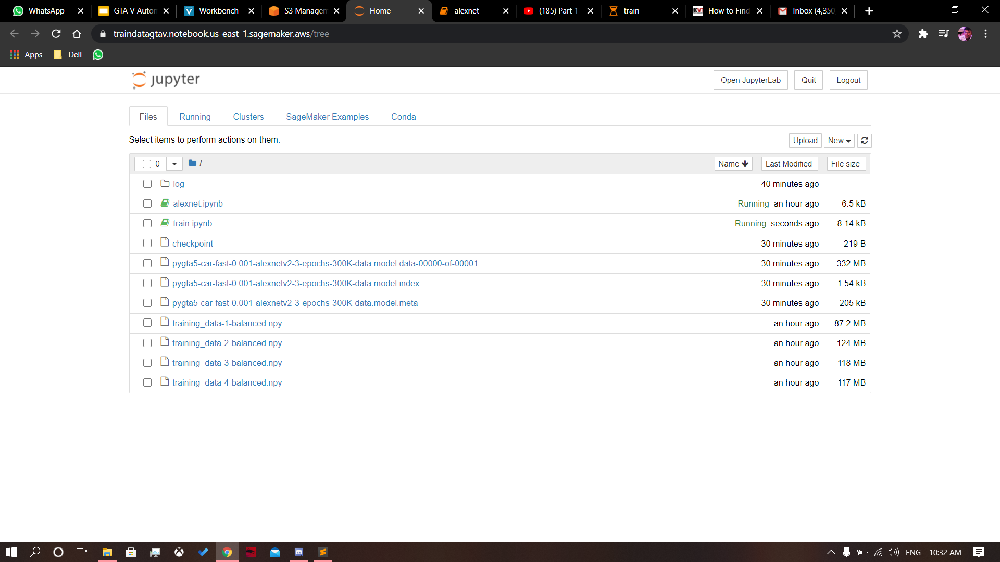 WhatsApp
GTA V Auton
Workbench
S3 Managem
Home
alexnet
(185) Part 1
train
How to Find
Inbox (4,350
traindatagtav.notebook.us-east-1.sagemaker.aws/tree
Apps
Dell
jupyter
Open JupyterLab
Quit
Logout
Files
Running
Clusters
SageMaker Examples
Conda
Select items to perform actions on them.
Upload
New
0
/
Name
Last Modified
File size
log 40 minutes ago
alexnet.ipynb Running an hour ago 6.5 kB
train.ipynb Running seconds ago 8.14 kB
checkpoint 30 minutes ago 219 B
pygta5-car-fast-0.001-alexnetv2-3-epochs-300K-data.model.data-00000-of-00001 30 minutes ago 332 MB
pygta5-car-fast-0.001-alexnetv2-3-epochs-300K-data.model.index 30 minutes ago 1.54 kB
pygta5-car-fast-0.001-alexnetv2-3-epochs-300K-data.model.meta 30 minutes ago 205 kB
training_data-1-balanced.npy an hour ago 87.2 MB
training_data-2-balanced.npy an hour ago 124 MB
training_data-3-balanced.npy an hour ago 118 MB
training_data-4-balanced.npy an hour ago 117 MB
ENG
10:32 AM